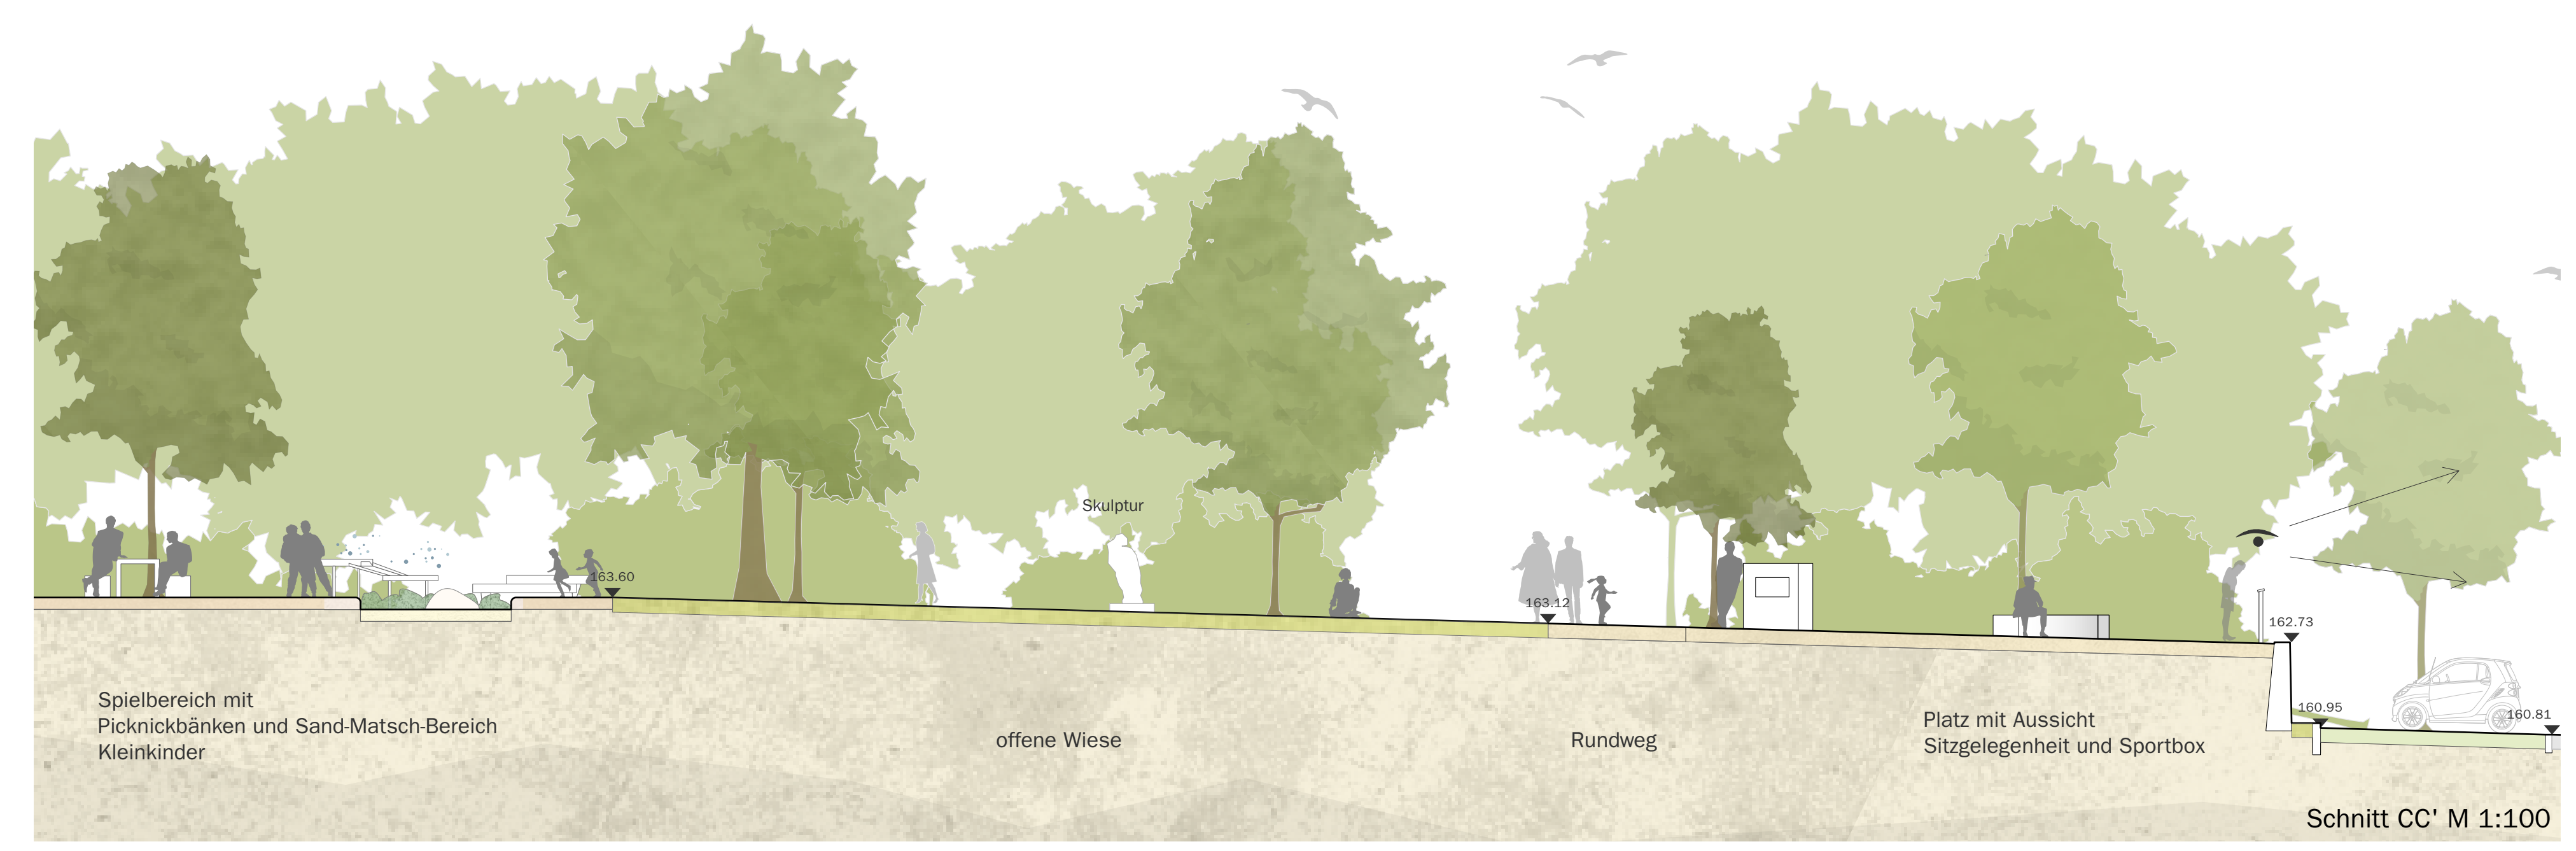 Skulptur
163.60
163.12
162.73
160.95
160.81
Spielbereich mit
Picknickbänken und Sand-Matsch-Bereich
Kleinkinder
offene Wiese
Rundweg
Platz mit Aussicht
Sitzgelegenheit und Sportbox
Schnitt CC' M 1:100